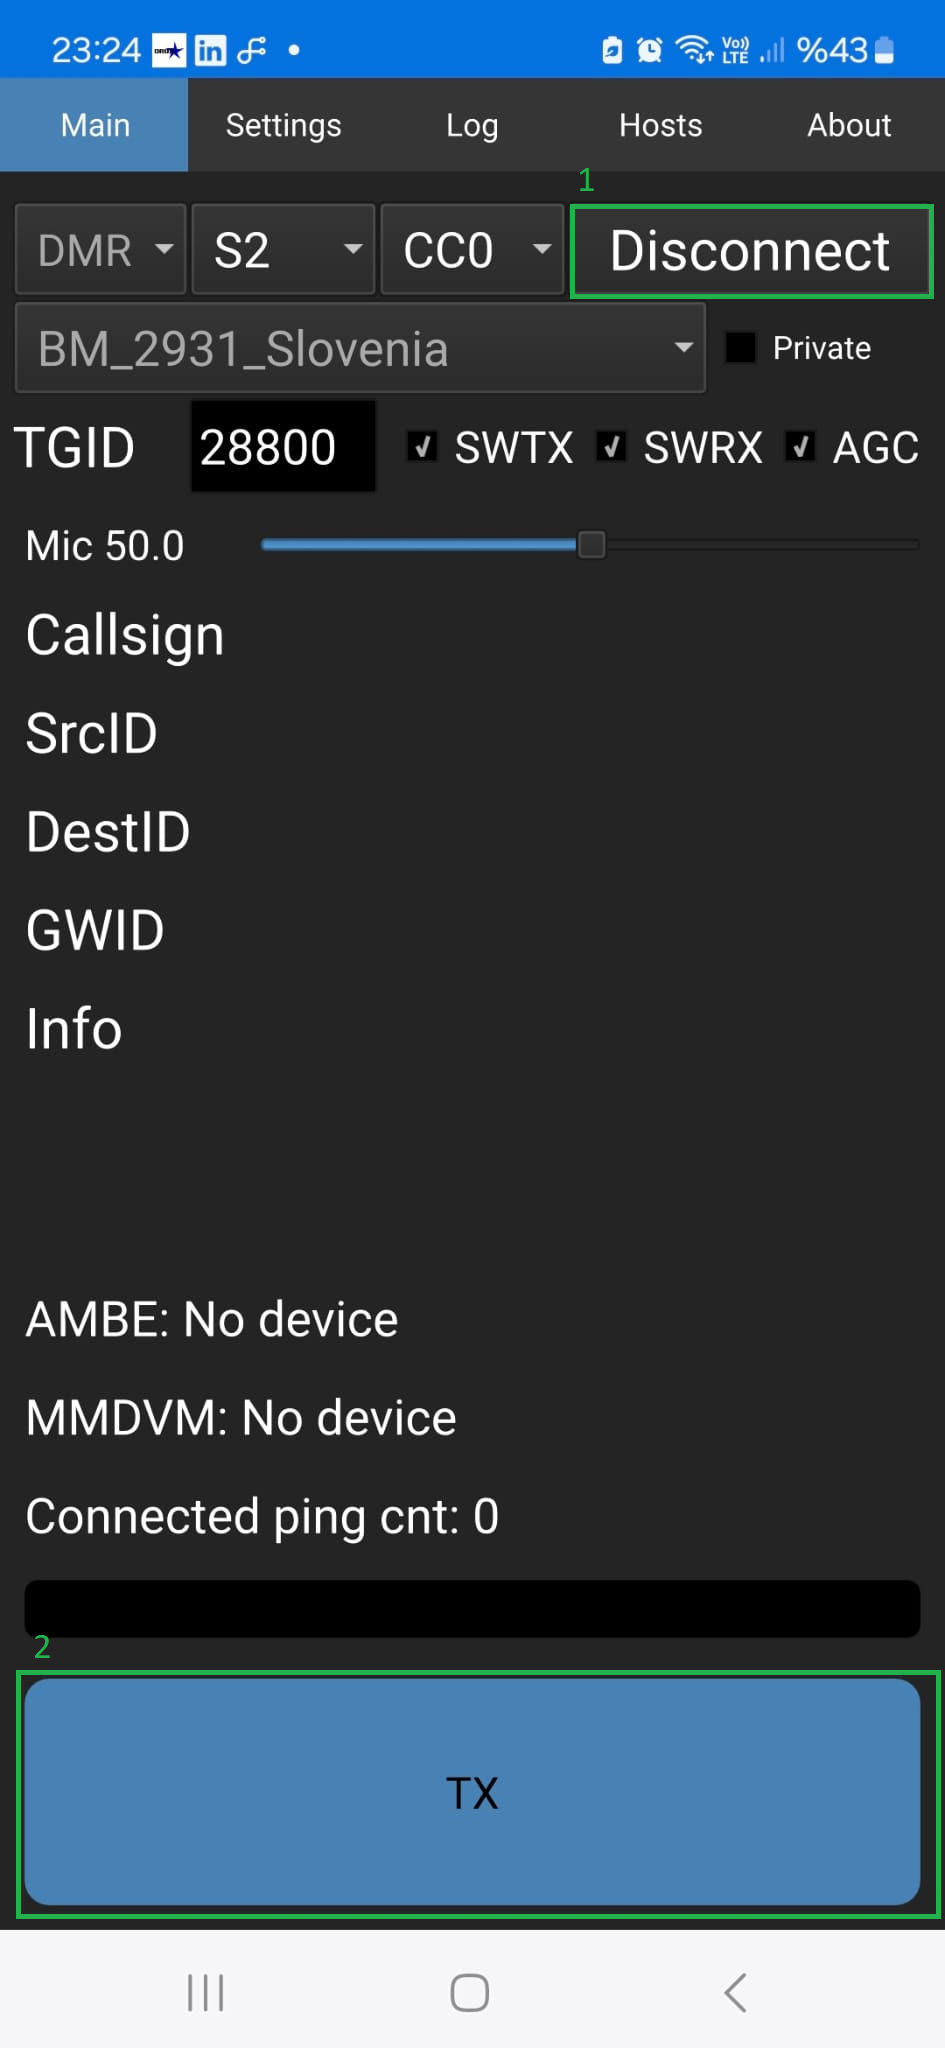 23:24 in Vo)) LTE %43
Main Settings Log Hosts About
1
DMR S2 CC0 Disconnect
BM_2931_Slovenia Private
TGID 28800 SWTX SWRX AGC
Mic 50.0
Callsign
SrcID
DestID
GWID
Info
AMBE: No device
MMDVM: No device
Connected ping cnt: 0
2
TX